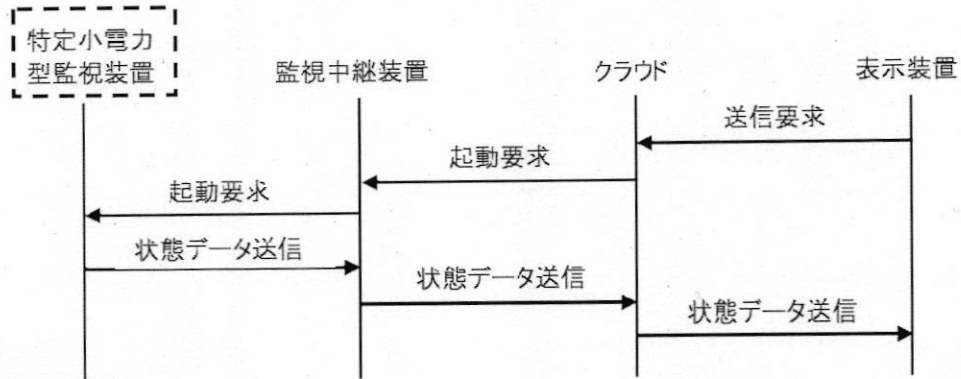 特定小電力
型監視装置
監視中継装置
クラウド
表示装置
送信要求
起動要求
起動要求
状態データ送信
状態データ送信
状態データ送信